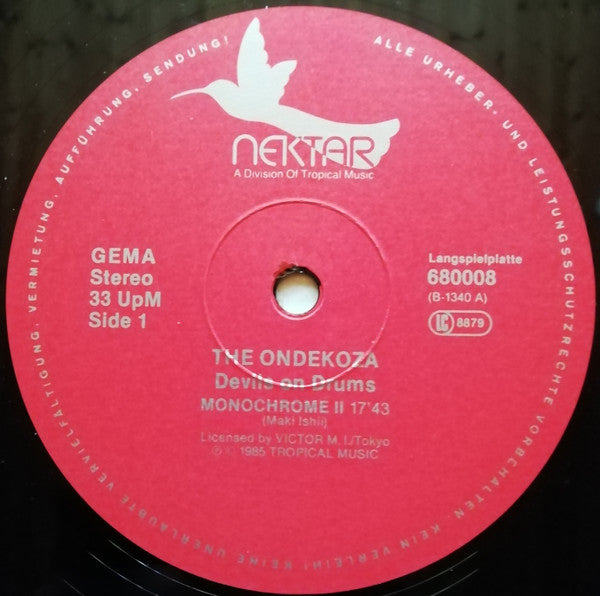 ALLE URHEBER- UND LEISTUNGSSCHUTZRECHTE VORBEHALTEN. KEIN VERLEIH! KEINE UNERLAUBTE VERVIELFÄLTIGUNG, VERMIETUNG, AUFFÜHRUNG, SENDUNG!
NEKTAR
A Division Of Tropical Music
GEMA
Stereo
33 UpM
Side 1
Langspielplatte
680008
(B-1340 A)
LC 8879
THE ONDEKOZA
Devils on Drums
MONOCHROME II 17'43
(Maki Ishii)
Licensed by VICTOR M. I./Tokyo
℗ © 1985 TROPICAL MUSIC